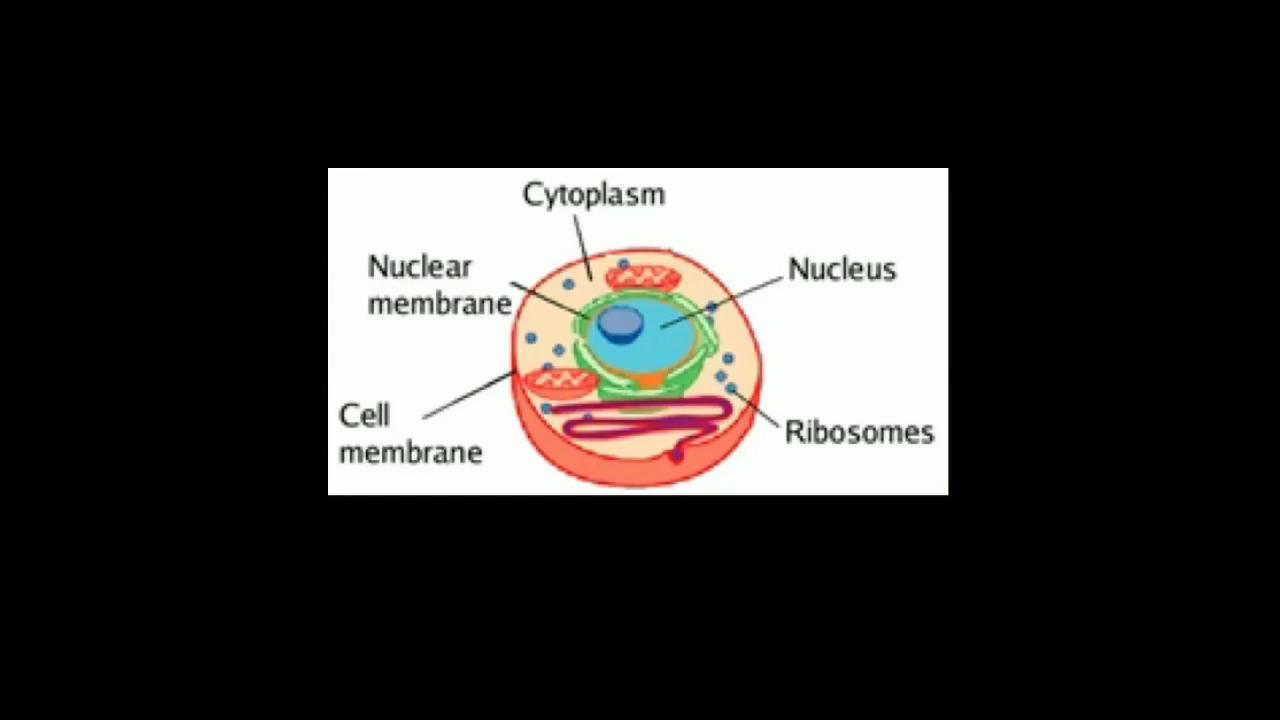 Cytoplasm
Nuclear
membrane
Nucleus
Cell
membrane
Ribosomes